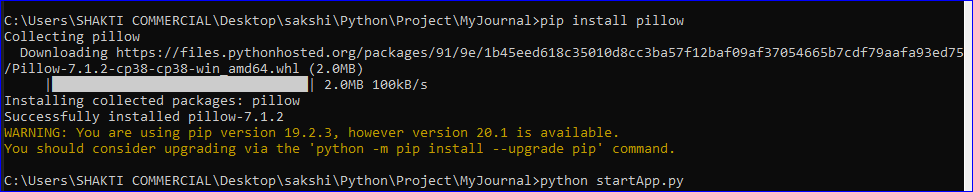 C:\Users\SHAKTI COMMERCIAL\Desktop\sakshi\Python\Project\MyJournal>pip install pillow
Collecting pillow
  Downloading https://files.pythonhosted.org/packages/91/9e/1b45eed618c35010d8cc3ba57f12baf09af37054665b7cdf79aafa93ed75
/Pillow-7.1.2-cp38-cp38-win_amd64.whl (2.0MB)
     |████████████████████████████████| 2.0MB 100kB/s
Installing collected packages: pillow
Successfully installed pillow-7.1.2
WARNING: You are using pip version 19.2.3, however version 20.1 is available.
You should consider upgrading via the 'python -m pip install --upgrade pip' command.
C:\Users\SHAKTI COMMERCIAL\Desktop\sakshi\Python\Project\MyJournal>python startApp.py